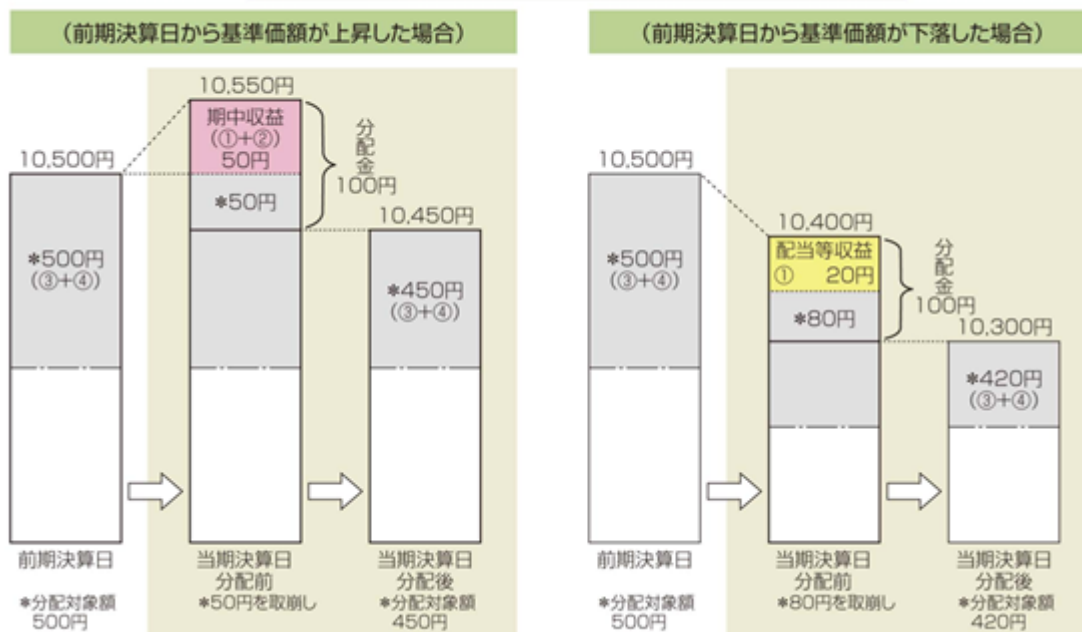 (前期決算日から基準価額が上昇した場合)
10,550円
期中収益
(①+②)
50円
*50円
分配金
100円
10,500円
*500円
(③+④)
10,450円
*450円
(③+④)
前期決算日
*分配対象額
500円
当期決算日
分配前
*50円を取崩し
当期決算日
分配後
*分配対象額
450円
(前期決算日から基準価額が下落した場合)
10,500円
*500円
(③+④)
10,400円
配当等収益
① 20円
*80円
分配金
100円
10,300円
*420円
(③+④)
前期決算日
*分配対象額
500円
当期決算日
分配前
*80円を取崩し
当期決算日
分配後
*分配対象額
420円